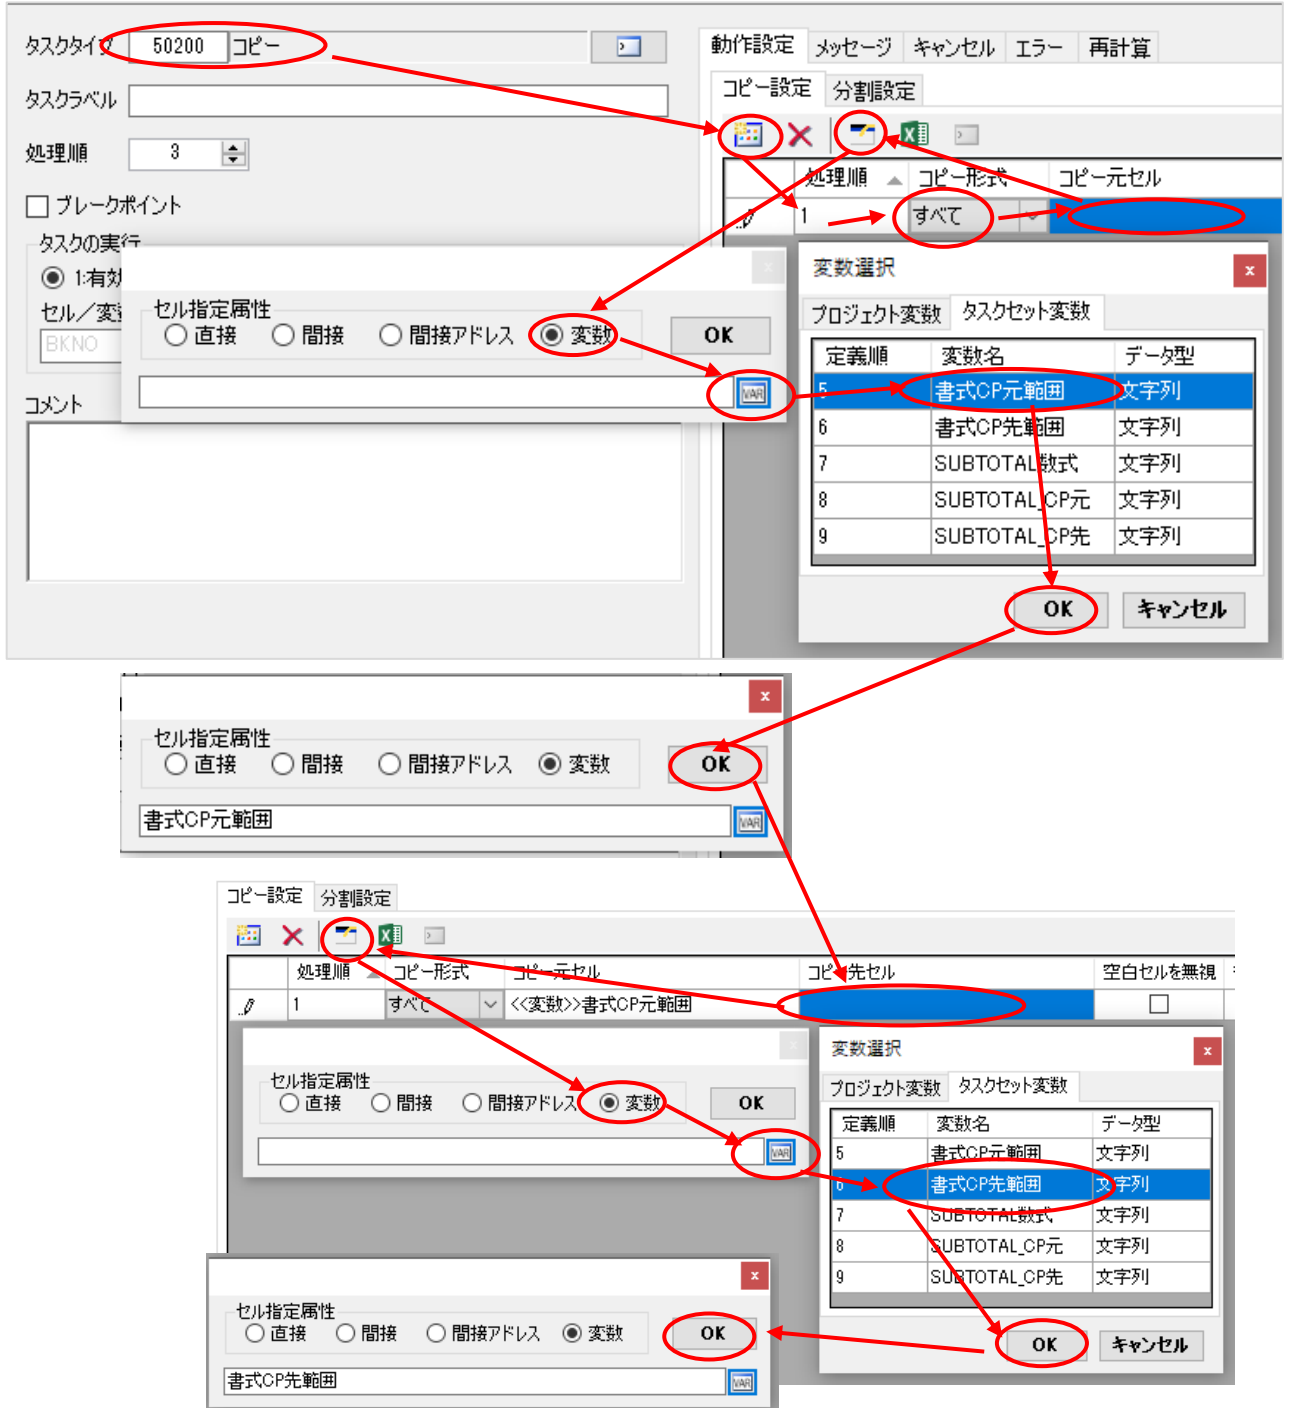 タスクタイプ 50200 コピー
タスクラベル
処理順 3
ブレークポイント
タスクの実行
1:有効
セル／変
BKNO
コメント
動作設定 メッセージ キャンセル エラー 再計算
コピー設定 分割設定
処理順 コピー形式 コピー元セル
1 すべて
セル指定属性
直接 間接 間接アドレス 変数 OK
VAR
変数選択
プロジェクト変数 タスクセット変数
定義順 変数名 データ型
5 書式CP元範囲 文字列
6 書式CP先範囲 文字列
7 SUBTOTAL数式 文字列
8 SUBTOTAL_CP元 文字列
9 SUBTOTAL_CP先 文字列
OK キャンセル
セル指定属性
直接 間接 間接アドレス 変数 OK
書式CP元範囲 VAR
コピー設定 分割設定
処理順 コピー形式 コピー元セル コピー先セル 空白セルを無視
1 すべて <<変数>>書式CP元範囲
セル指定属性
直接 間接 間接アドレス 変数 OK
VAR
変数選択
プロジェクト変数 タスクセット変数
定義順 変数名 データ型
5 書式CP元範囲 文字列
6 書式CP先範囲 文字列
7 SUBTOTAL数式 文字列
8 SUBTOTAL_CP元 文字列
9 SUBTOTAL_CP先 文字列
OK キャンセル
セル指定属性
直接 間接 間接アドレス 変数 OK
書式CP先範囲 VAR